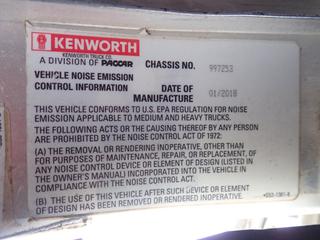 KENWORTH
KENWORTH TRUCK CO.
A DIVISION OF PACCAR
CHASSIS NO. 997253
VEHICLE NOISE EMISSION
CONTROL INFORMATION
DATE OF
MANUFACTURE 01/2018
THIS VEHICLE CONFORMS TO U.S. EPA REGULATION FOR NOISE
EMISSION APPLICABLE TO MEDIUM AND HEAVY TRUCKS.
THE FOLLOWING ACTS OR THE CAUSING THEREOF BY ANY PERSON
ARE PROHIBITED BY THE NOISE CONTROL ACT OF 1972:
(A) THE REMOVAL OR RENDERING INOPERATIVE, OTHER THAN
FOR PURPOSES OF MAINTENANCE, REPAIR, OR REPLACEMENT, OF
ANY NOISE CONTROL DEVICE OR ELEMENT OF DESIGN (LISTED IN
THE OWNER'S MANUAL) INCORPORATED INTO THE VEHICLE IN
COMPLIANCE WITH THE NOISE CONTROL ACT.
(B) THE USE OF THIS VEHICLE AFTER SUCH DEVICE OR ELEMENT
OF DESIGN HAS BEEN REMOVED OR RENDERED INOPERATIVE.